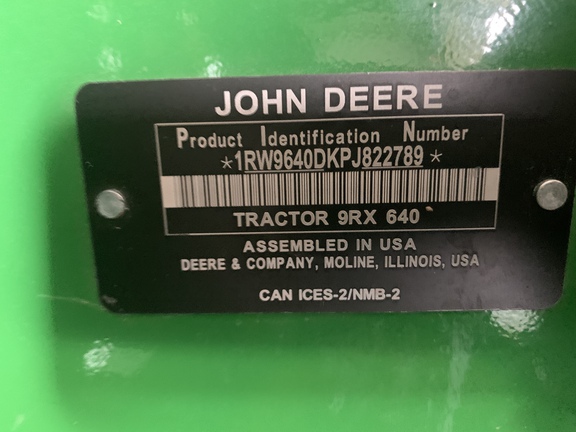 JOHN DEERE
Product Identification Number
*1RW9640DKPJ822789*
TRACTOR 9RX 640
ASSEMBLED IN USA
DEERE & COMPANY, MOLINE, ILLINOIS, USA
CAN ICES-2/NMB-2